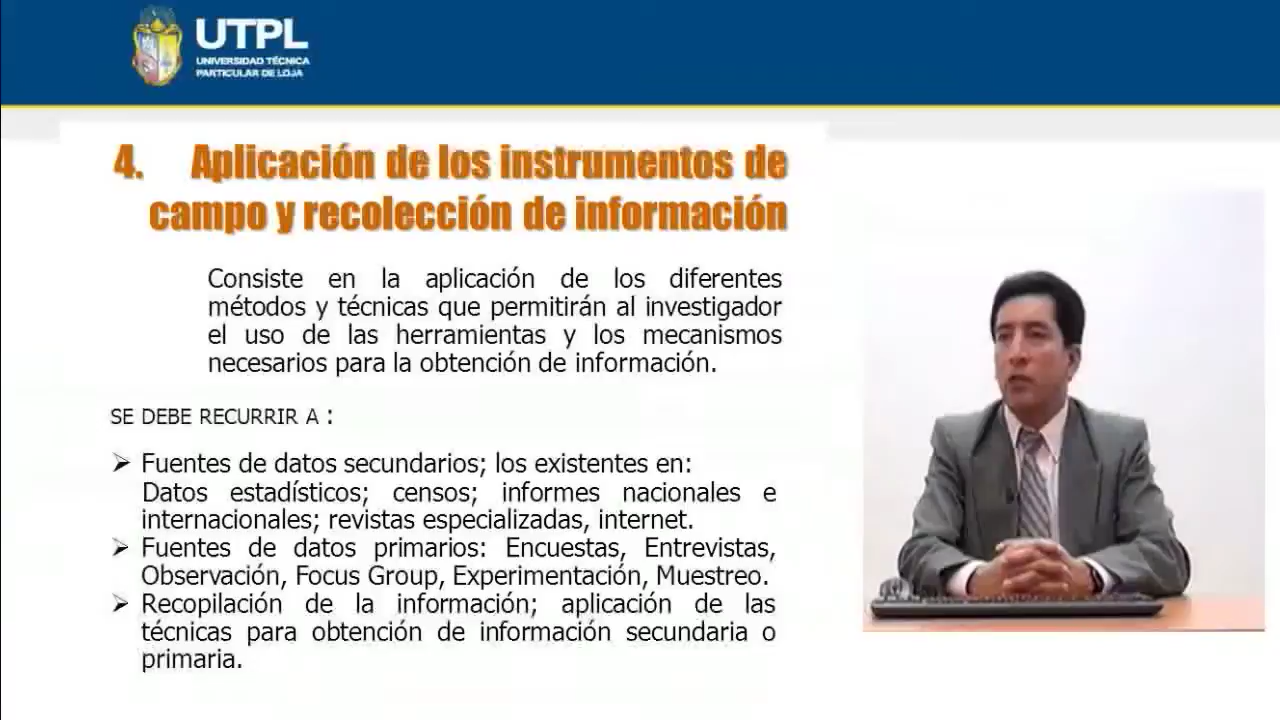 UTPL
UNIVERSIDAD TÉCNICA
PARTICULAR DE LOJA
4. Aplicación de los instrumentos de
campo y recolección de información
Consiste en la aplicación de los diferentes
métodos y técnicas que permitirán al investigador
el uso de las herramientas y los mecanismos
necesarios para la obtención de información.
SE DEBE RECURRIR A :
➢ Fuentes de datos secundarios; los existentes en:
Datos estadísticos; censos; informes nacionales e
internacionales; revistas especializadas, internet.
➢ Fuentes de datos primarios: Encuestas, Entrevistas,
Observación, Focus Group, Experimentación, Muestreo.
➢ Recopilación de la información; aplicación de las
técnicas para obtención de información secundaria o
primaria.